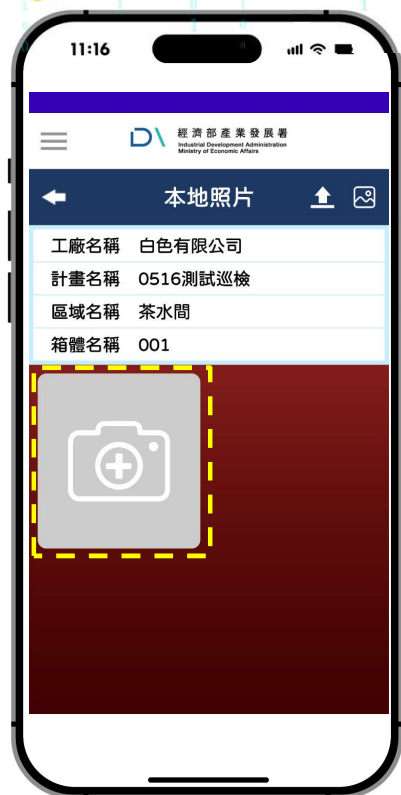 11:16
經濟部產業發展署
Industrial Development Administration
Ministry of Economic Affairs
本地照片
工廠名稱 白色有限公司
計畫名稱 0516測試巡檢
區域名稱 茶水間
箱體名稱 001